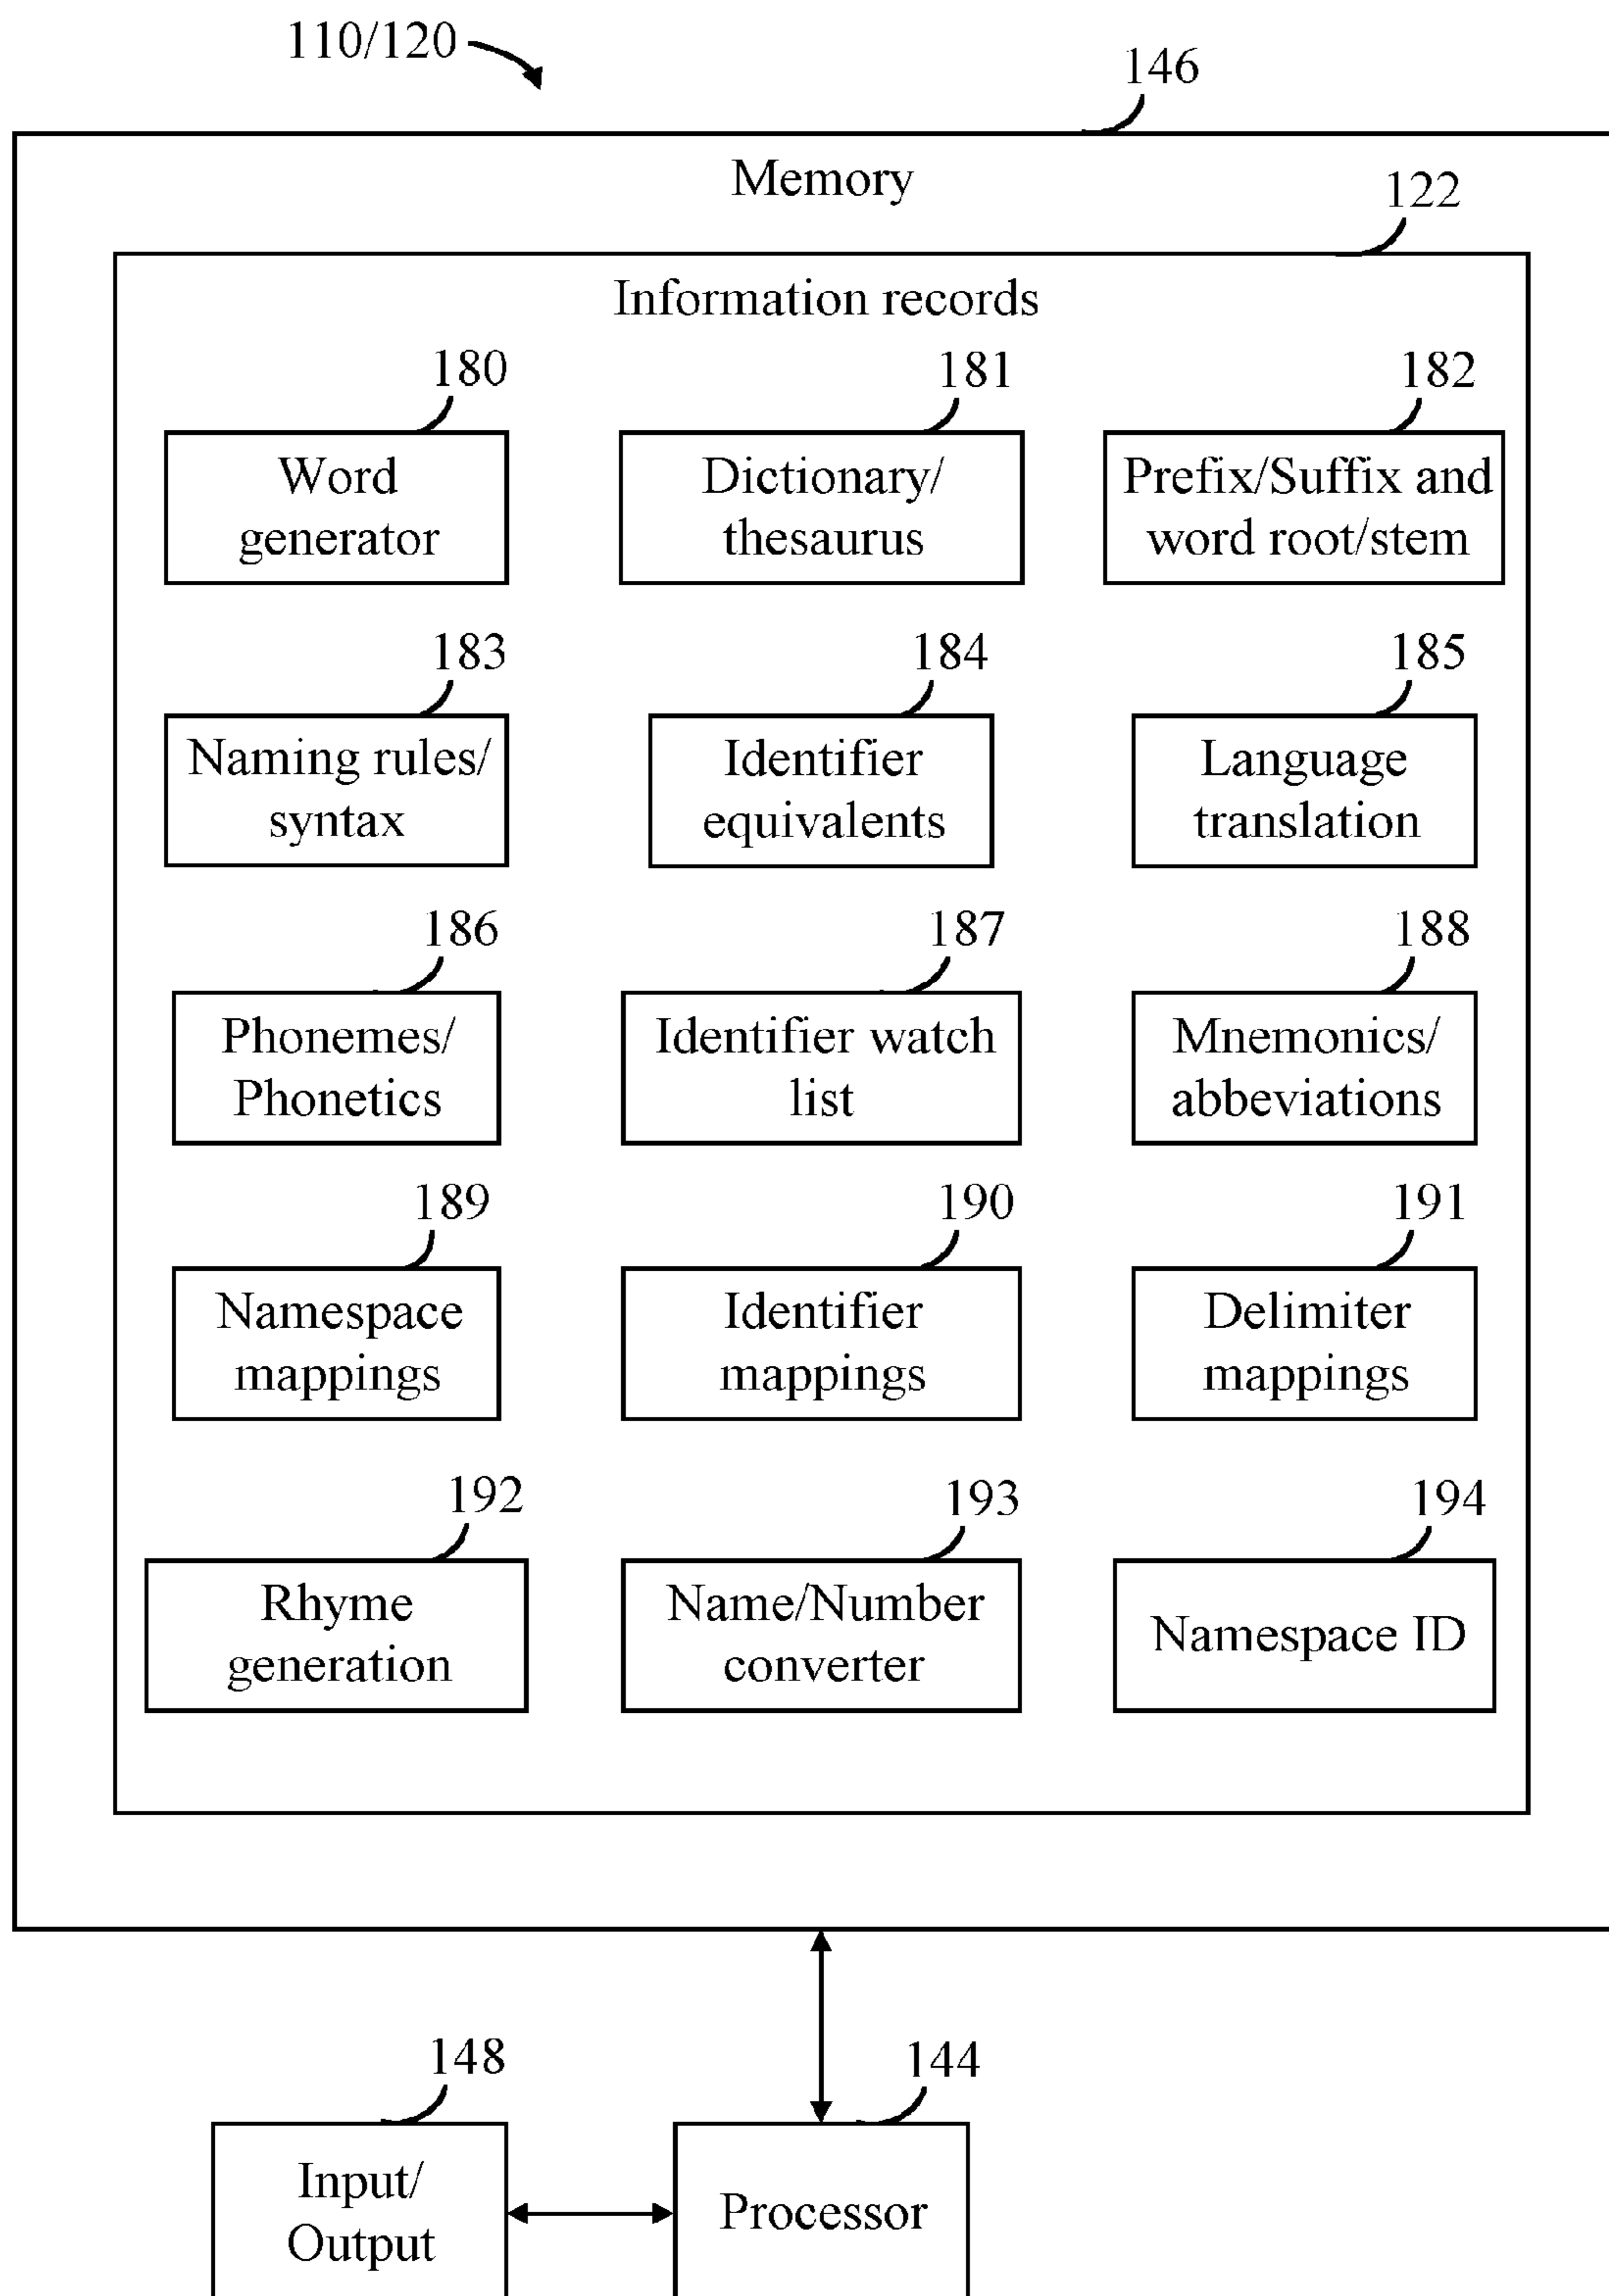 110/120
146
Memory
122
Information records
180
181
182
Word
generator
Dictionary/
thesaurus
Prefix/Suffix and
word root/stem
183
184
185
Naming rules/
syntax
Identifier
equivalents
Language
translation
186
187
188
Phonemes/
Phonetics
Identifier watch
list
Mnemonics/
abbeviations
189
190
191
Namespace
mappings
Identifier
mappings
Delimiter
mappings
192
193
194
Rhyme
generation
Name/Number
converter
Namespace ID
148
144
Input/
Output
Processor